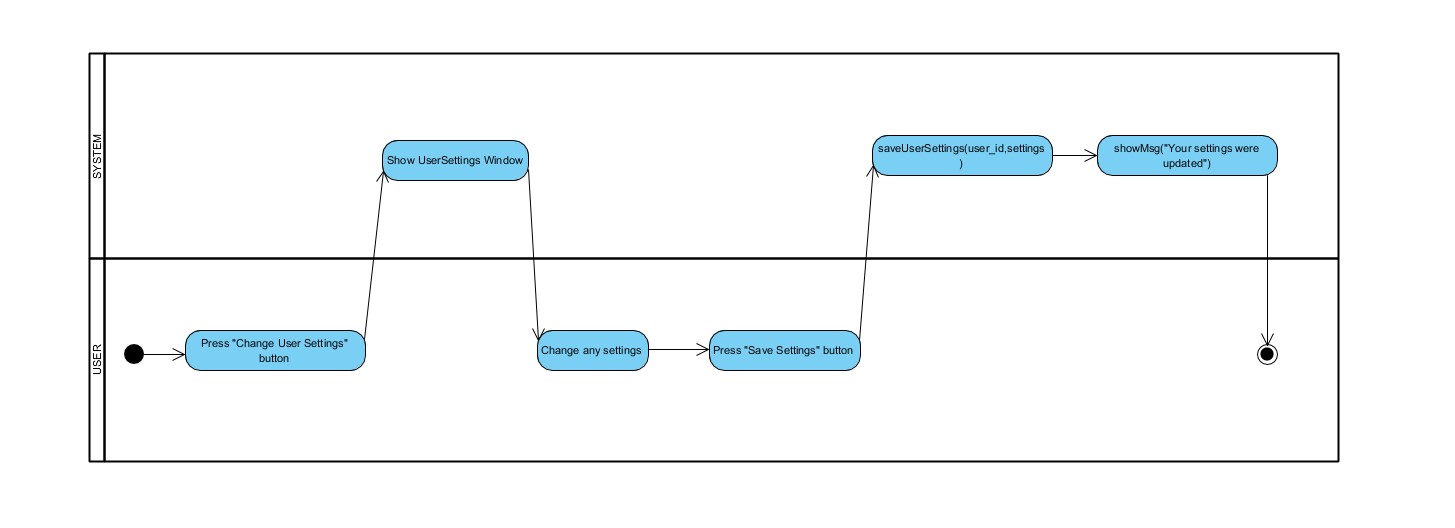 SYSTEM
Show UserSettings Window
saveUserSettings(user_id,settings
)
showMsg("Your settings were
updated")
USER
Press "Change User Settings"
button
Change any settings
Press "Save Settings" button